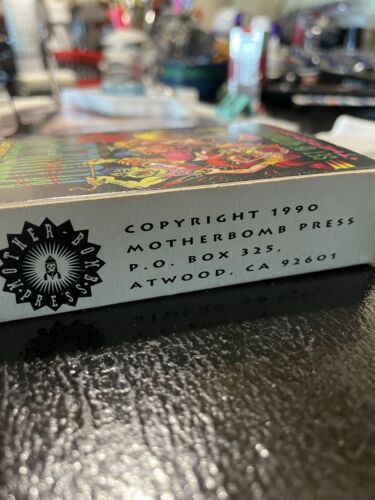 MOTHER-BOMB
PRESS
COPYRIGHT 1990
MOTHERBOMB PRESS
P.O. BOX 325,
ATWOOD, CA 92601